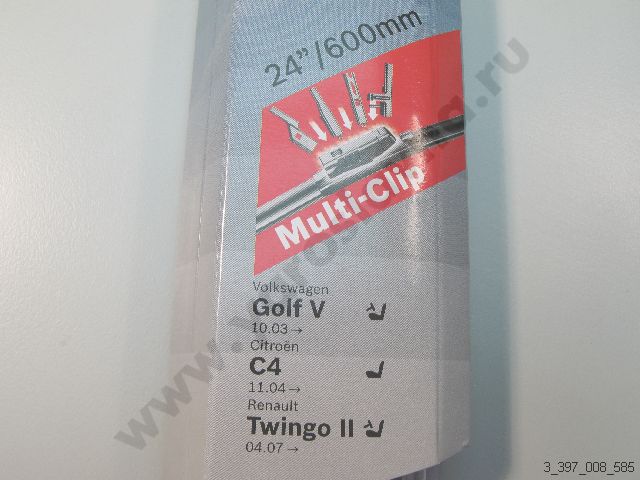 24”/600mm
Multi-Clip
Volkswagen
Golf V
10.03→
Citroën
C4
11.04→
Renault
Twingo II
04.07→
3_397_008_585